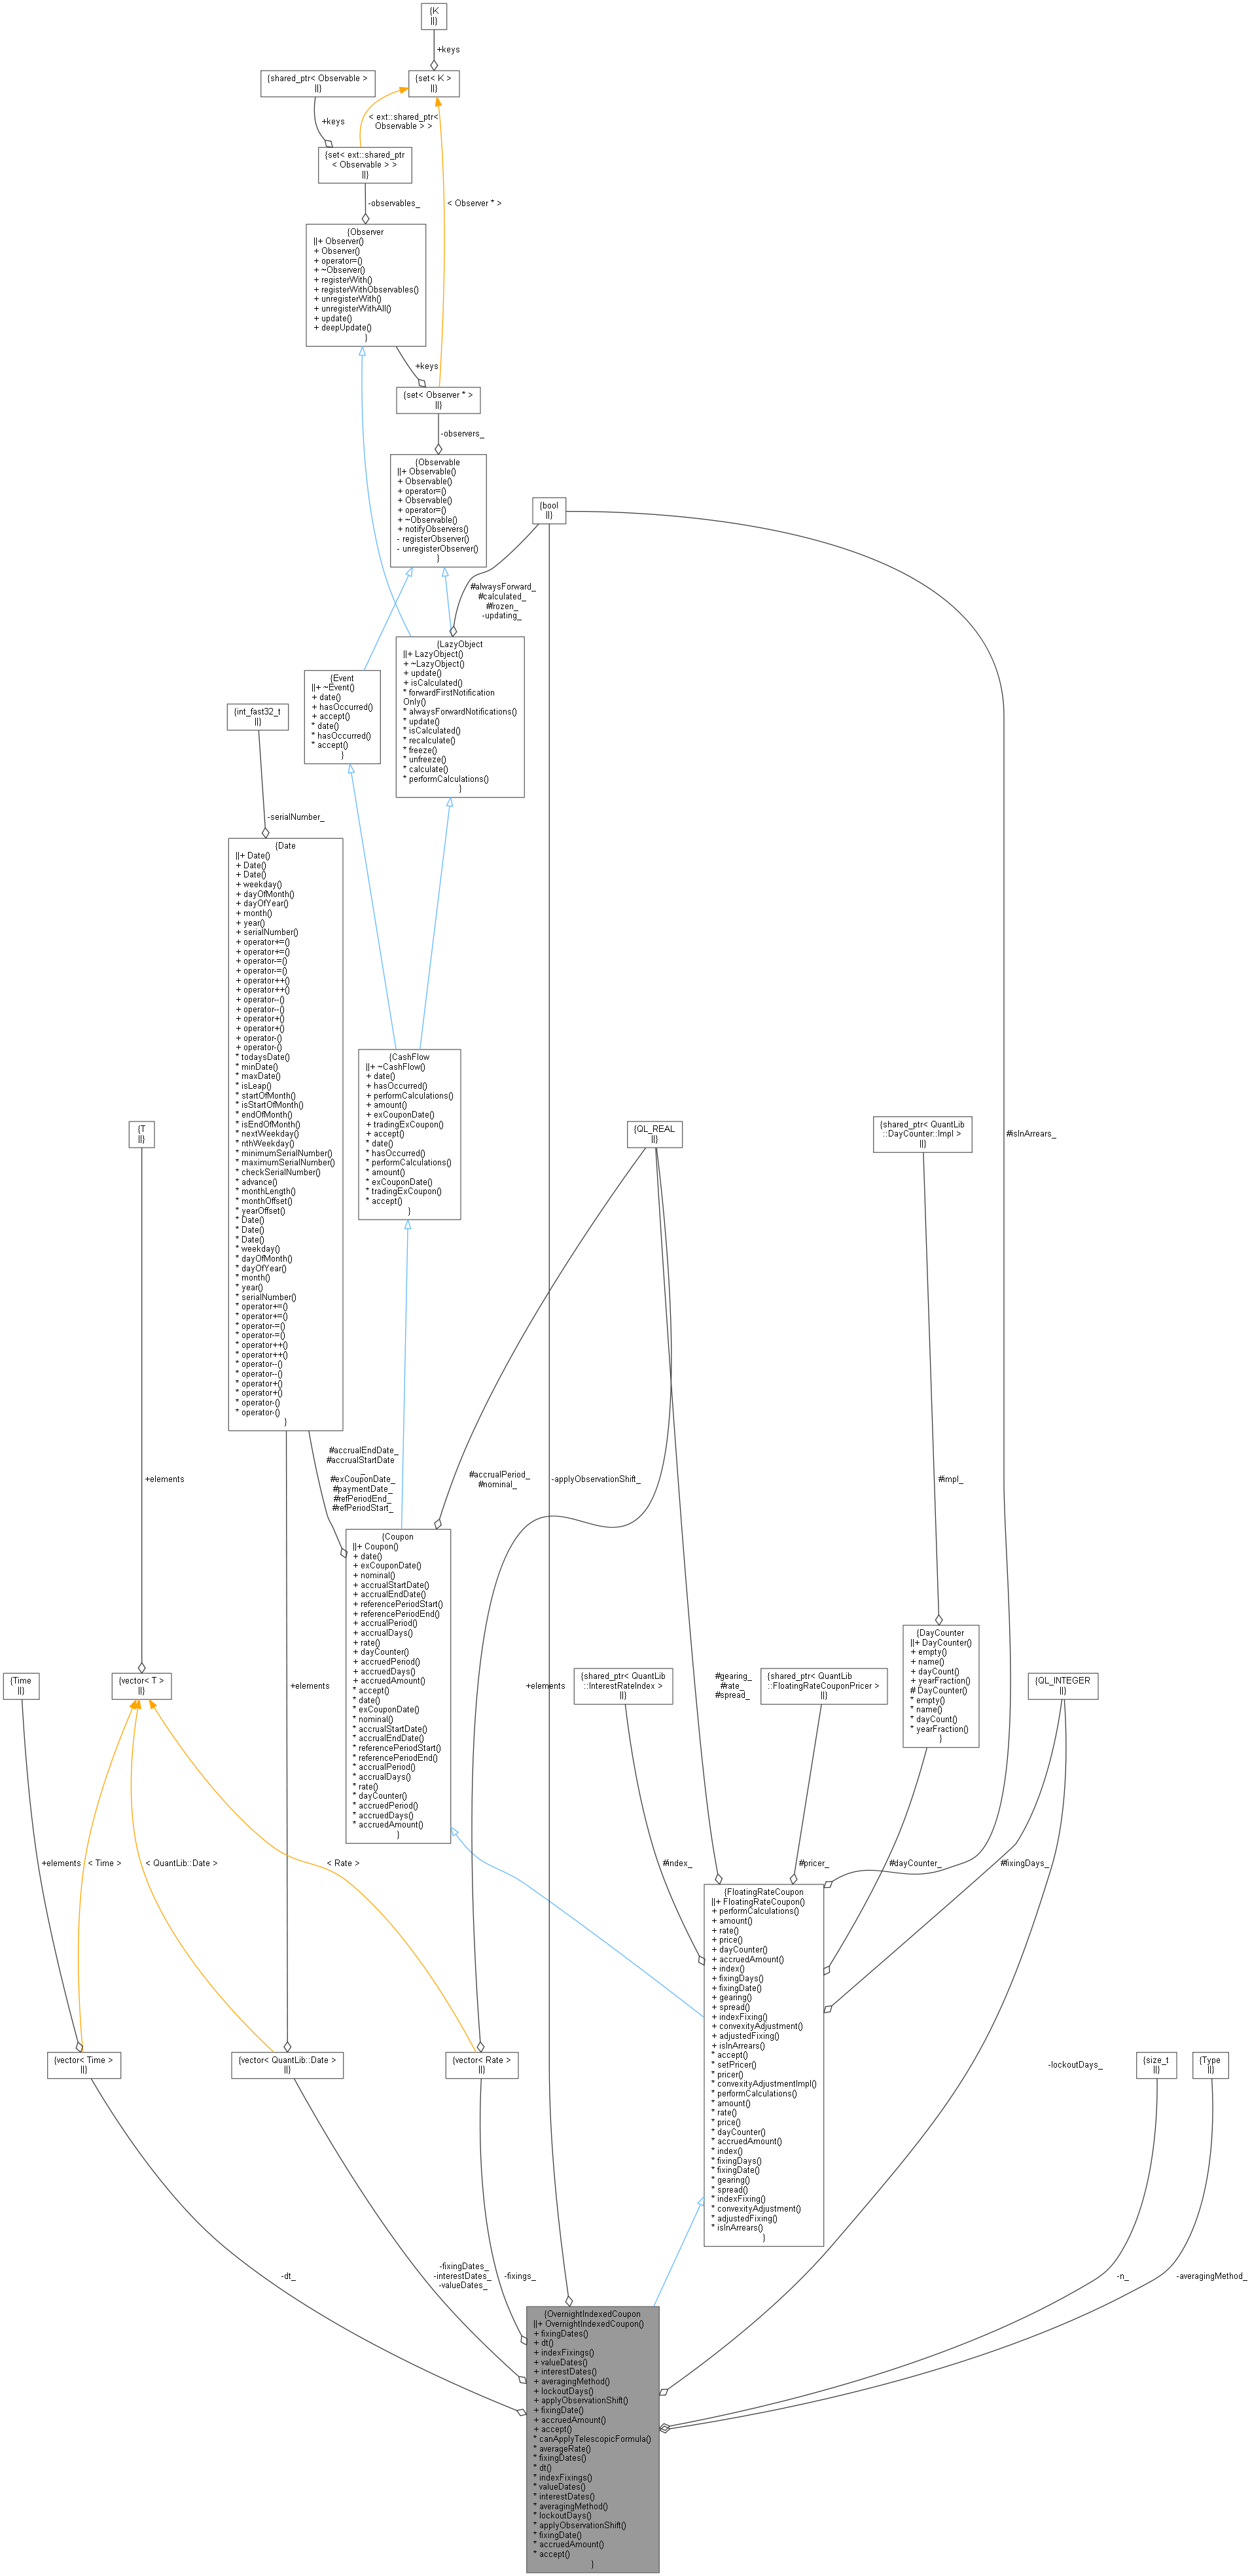 {K
||}
+keys
{shared_ptr< Observable >
||}
{set< K >
||}
+keys
< ext::shared_ptr<
Observable > >
{set< ext::shared_ptr
< Observable > >
||}
-observables_
< Observer * >
{Observer
||+ Observer()
+ Observer()
+ operator=()
+ ~Observer()
+ registerWith()
+ registerWithObservables()
+ unregisterWith()
+ unregisterWithAll()
+ update()
+ deepUpdate()
}
+keys
{set< Observer * >
||}
-observers_
{Observable
||+ Observable()
+ Observable()
+ operator=()
+ Observable()
+ operator=()
+ ~Observable()
+ notifyObservers()
- registerObserver()
- unregisterObserver()
}
{bool
||}
#alwaysForward_
#calculated_
#frozen_
-updating_
{LazyObject
||+ LazyObject()
+ ~LazyObject()
+ update()
+ isCalculated()
* forwardFirstNotification
Only()
* alwaysForwardNotifications()
* update()
* isCalculated()
* recalculate()
* freeze()
* unfreeze()
* calculate()
* performCalculations()
}
{Event
||+ ~Event()
+ date()
+ hasOccurred()
+ accept()
* date()
* hasOccurred()
* accept()
}
{int_fast32_t
||}
-serialNumber_
{Date
||+ Date()
+ Date()
+ Date()
+ weekday()
+ dayOfMonth()
+ dayOfYear()
+ month()
+ year()
+ serialNumber()
+ operator+=()
+ operator+=()
+ operator-=()
+ operator-=()
+ operator++()
+ operator++()
+ operator--()
+ operator--()
+ operator+()
+ operator+()
+ operator-()
+ operator-()
* todaysDate()
* minDate()
* maxDate()
* isLeap()
* startOfMonth()
* isStartOfMonth()
* endOfMonth()
* isEndOfMonth()
* nextWeekday()
* nthWeekday()
* minimumSerialNumber()
* maximumSerialNumber()
* checkSerialNumber()
* advance()
* monthLength()
* monthOffset()
* yearOffset()
* Date()
* Date()
* Date()
* weekday()
* dayOfMonth()
* dayOfYear()
* month()
* year()
* serialNumber()
* operator+=()
* operator+=()
* operator-=()
* operator-=()
* operator++()
* operator++()
* operator--()
* operator--()
* operator+()
* operator+()
* operator-()
* operator-()
}
{CashFlow
||+ ~CashFlow()
+ date()
+ hasOccurred()
+ performCalculations()
+ amount()
+ exCouponDate()
+ tradingExCoupon()
+ accept()
* date()
* hasOccurred()
* performCalculations()
* amount()
* exCouponDate()
* tradingExCoupon()
* accept()
}
{T
||}
{QL_REAL
||}
{shared_ptr< QuantLib
::DayCounter::Impl >
||}
#isInArrears_
+elements
#accrualEndDate_
#accrualStartDate
_
#exCouponDate_
#paymentDate_
#refPeriodEnd_
#refPeriodStart_
#accrualPeriod_
#nominal_
-applyObservationShift_
#impl_
{Coupon
||+ Coupon()
+ date()
+ exCouponDate()
+ nominal()
+ accrualStartDate()
+ accrualEndDate()
+ referencePeriodStart()
+ referencePeriodEnd()
+ accrualPeriod()
+ accrualDays()
+ rate()
+ dayCounter()
+ accruedPeriod()
+ accruedDays()
+ accruedAmount()
* accept()
* date()
* exCouponDate()
* nominal()
* accrualStartDate()
* accrualEndDate()
* referencePeriodStart()
* referencePeriodEnd()
* accrualPeriod()
* accrualDays()
* rate()
* dayCounter()
* accruedPeriod()
* accruedDays()
* accruedAmount()
}
{DayCounter
||+ DayCounter()
+ empty()
+ name()
+ dayCount()
+ yearFraction()
# DayCounter()
* empty()
* name()
* dayCount()
* yearFraction()
}
{Time
||}
{vector< T >
||}
+elements
+elements
{shared_ptr< QuantLib
::InterestRateIndex >
||}
#gearing_
#rate_
#spread_
{shared_ptr< QuantLib
::FloatingRateCouponPricer >
||}
{QL_INTEGER
||}
+elements
< Time >
< QuantLib::Date >
< Rate >
#index_
#pricer_
#dayCounter_
#fixingDays_
{FloatingRateCoupon
||+ FloatingRateCoupon()
+ performCalculations()
+ amount()
+ rate()
+ price()
+ dayCounter()
+ accruedAmount()
+ index()
+ fixingDays()
+ fixingDate()
+ gearing()
+ spread()
+ indexFixing()
+ convexityAdjustment()
+ adjustedFixing()
+ isInArrears()
* accept()
* setPricer()
* pricer()
* convexityAdjustmentImpl()
* performCalculations()
* amount()
* rate()
* price()
* dayCounter()
* accruedAmount()
* index()
* fixingDays()
* fixingDate()
* gearing()
* spread()
* indexFixing()
* convexityAdjustment()
* adjustedFixing()
* isInArrears()
}
{vector< Time >
||}
{vector< QuantLib::Date >
||}
{vector< Rate >
||}
-lockoutDays_
{size_t
||}
{Type
||}
-dt_
-fixingDates_
-interestDates_
-valueDates_
-fixings_
-n_
-averagingMethod_
{OvernightIndexedCoupon
||+ OvernightIndexedCoupon()
+ fixingDates()
+ dt()
+ indexFixings()
+ valueDates()
+ interestDates()
+ averagingMethod()
+ lockoutDays()
+ applyObservationShift()
+ fixingDate()
+ accruedAmount()
+ accept()
* canApplyTelescopicFormula()
* averageRate()
* fixingDates()
* dt()
* indexFixings()
* valueDates()
* interestDates()
* averagingMethod()
* lockoutDays()
* applyObservationShift()
* fixingDate()
* accruedAmount()
* accept()
}